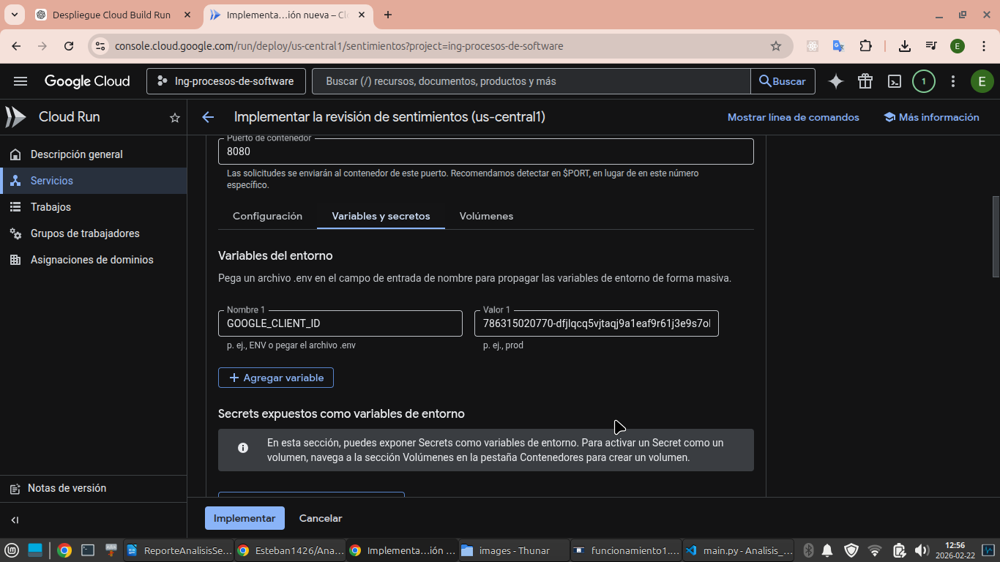 Despliegue Cloud Build Run
Implementa…ión nueva – Clo
console.cloud.google.com/run/deploy/us-central1/sentimientos?project=ing-procesos-de-software
E
Google Cloud
Ing-procesos-de-software
Buscar (/) recursos, documentos, productos y más
Buscar
1
E
Cloud Run
Implementar la revisión de sentimientos (us-central1)
Mostrar línea de comandos
Más información
Descripción general
Servicios
Trabajos
Grupos de trabajadores
Asignaciones de dominios
Notas de versión
Puerto de contenedor
8080
Las solicitudes se enviarán al contenedor de este puerto. Recomendamos detectar en $PORT, en lugar de en este número
específico.
Configuración
Variables y secretos
Volúmenes
Variables del entorno
Pega un archivo .env en el campo de entrada de nombre para propagar las variables de entorno de forma masiva.
Nombre 1
GOOGLE_CLIENT_ID
p. ej., ENV o pegar el archivo .env
Valor 1
786315020770-dfjlqcq5vjtaqj9a1eaf9r61j3e9s7ol
p. ej., prod
Agregar variable
Secrets expuestos como variables de entorno
En esta sección, puedes exponer Secrets como variables de entorno. Para activar un Secret como un
volumen, navega a la sección Volúmenes en la pestaña Contenedores para crear un volumen.
Implementar
Cancelar
ReporteAnalisisSe...
Esteban1426/Ana...
Implementa...ión ...
images - Thunar
funcionamiento1....
main.py - Analisis_...
12:56
2026-02-22